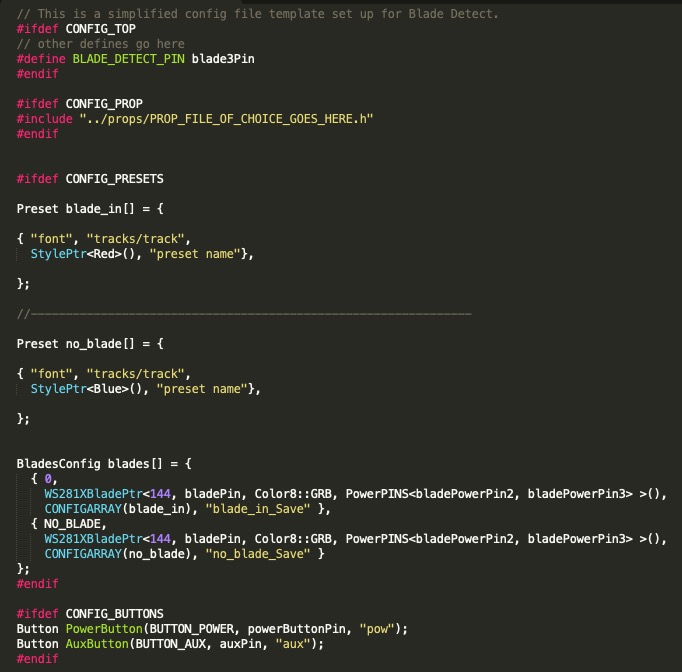 // This is a simplified config file template set up for Blade Detect.
#ifdef CONFIG_TOP
// other defines go here
#define BLADE_DETECT_PIN blade3Pin
#endif
#ifdef CONFIG_PROP
#include "../props/PROP_FILE_OF_CHOICE_GOES_HERE.h"
#endif
#ifdef CONFIG_PRESETS
Preset blade_in[] = {
{ "font", "tracks/track",
StylePtr<Red>(), "preset name"},
};
//---------------------------------------------------------------
Preset no_blade[] = {
{ "font", "tracks/track",
StylePtr<Blue>(), "preset name"},
};
BladesConfig blades[] = {
{ 0,
WS281XBladePtr<144, bladePin, Color8::GRB, PowerPINS<bladePowerPin2, bladePowerPin3> >(),
CONFIGARRAY(blade_in), "blade_in_Save" },
{ NO_BLADE,
WS281XBladePtr<144, bladePin, Color8::GRB, PowerPINS<bladePowerPin2, bladePowerPin3> >(),
CONFIGARRAY(no_blade), "no_blade_Save" }
};
#endif
#ifdef CONFIG_BUTTONS
Button PowerButton(BUTTON_POWER, powerButtonPin, "pow");
Button AuxButton(BUTTON_AUX, auxPin, "aux");
#endif